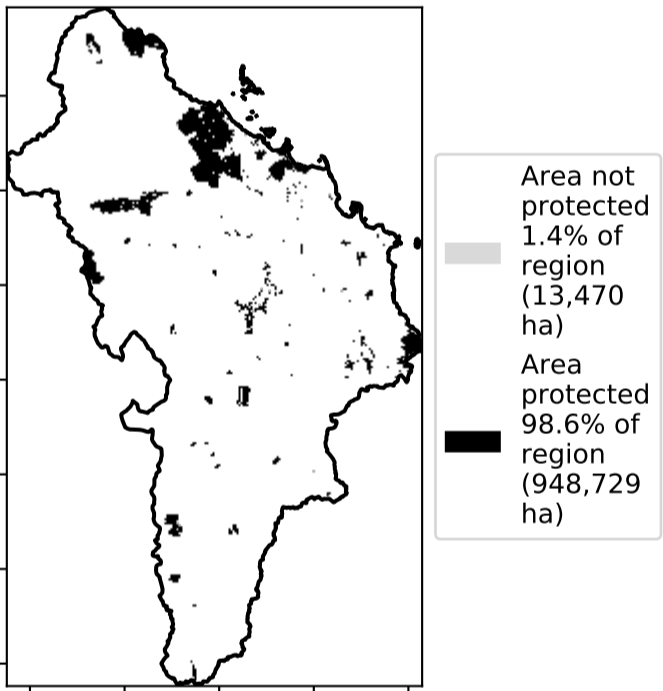 Area not
protected
1.4% of
region
(13,470
ha)
Area
protected
98.6% of
region
(948,729
ha)